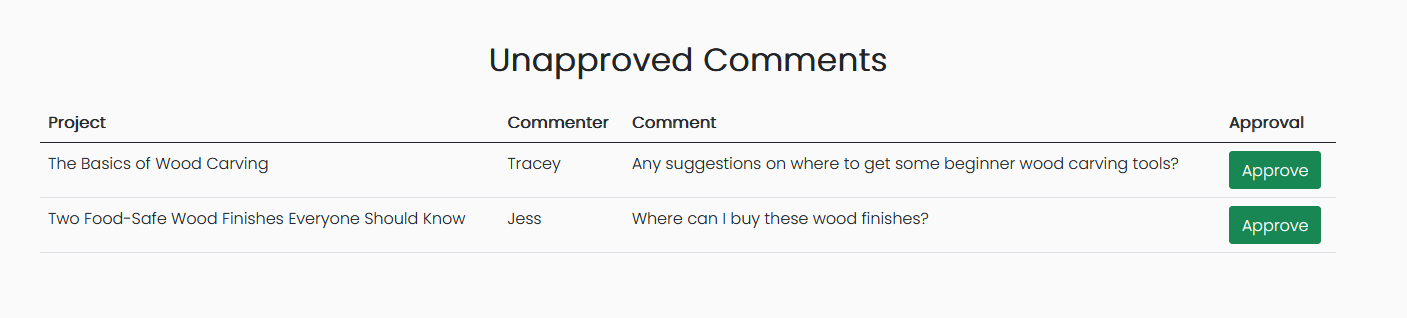 Unapproved Comments
Project Commenter Comment Approval
The Basics of Wood Carving Tracey Any suggestions on where to get some beginner wood carving tools? Approve
Two Food-Safe Wood Finishes Everyone Should Know Jess Where can I buy these wood finishes? Approve